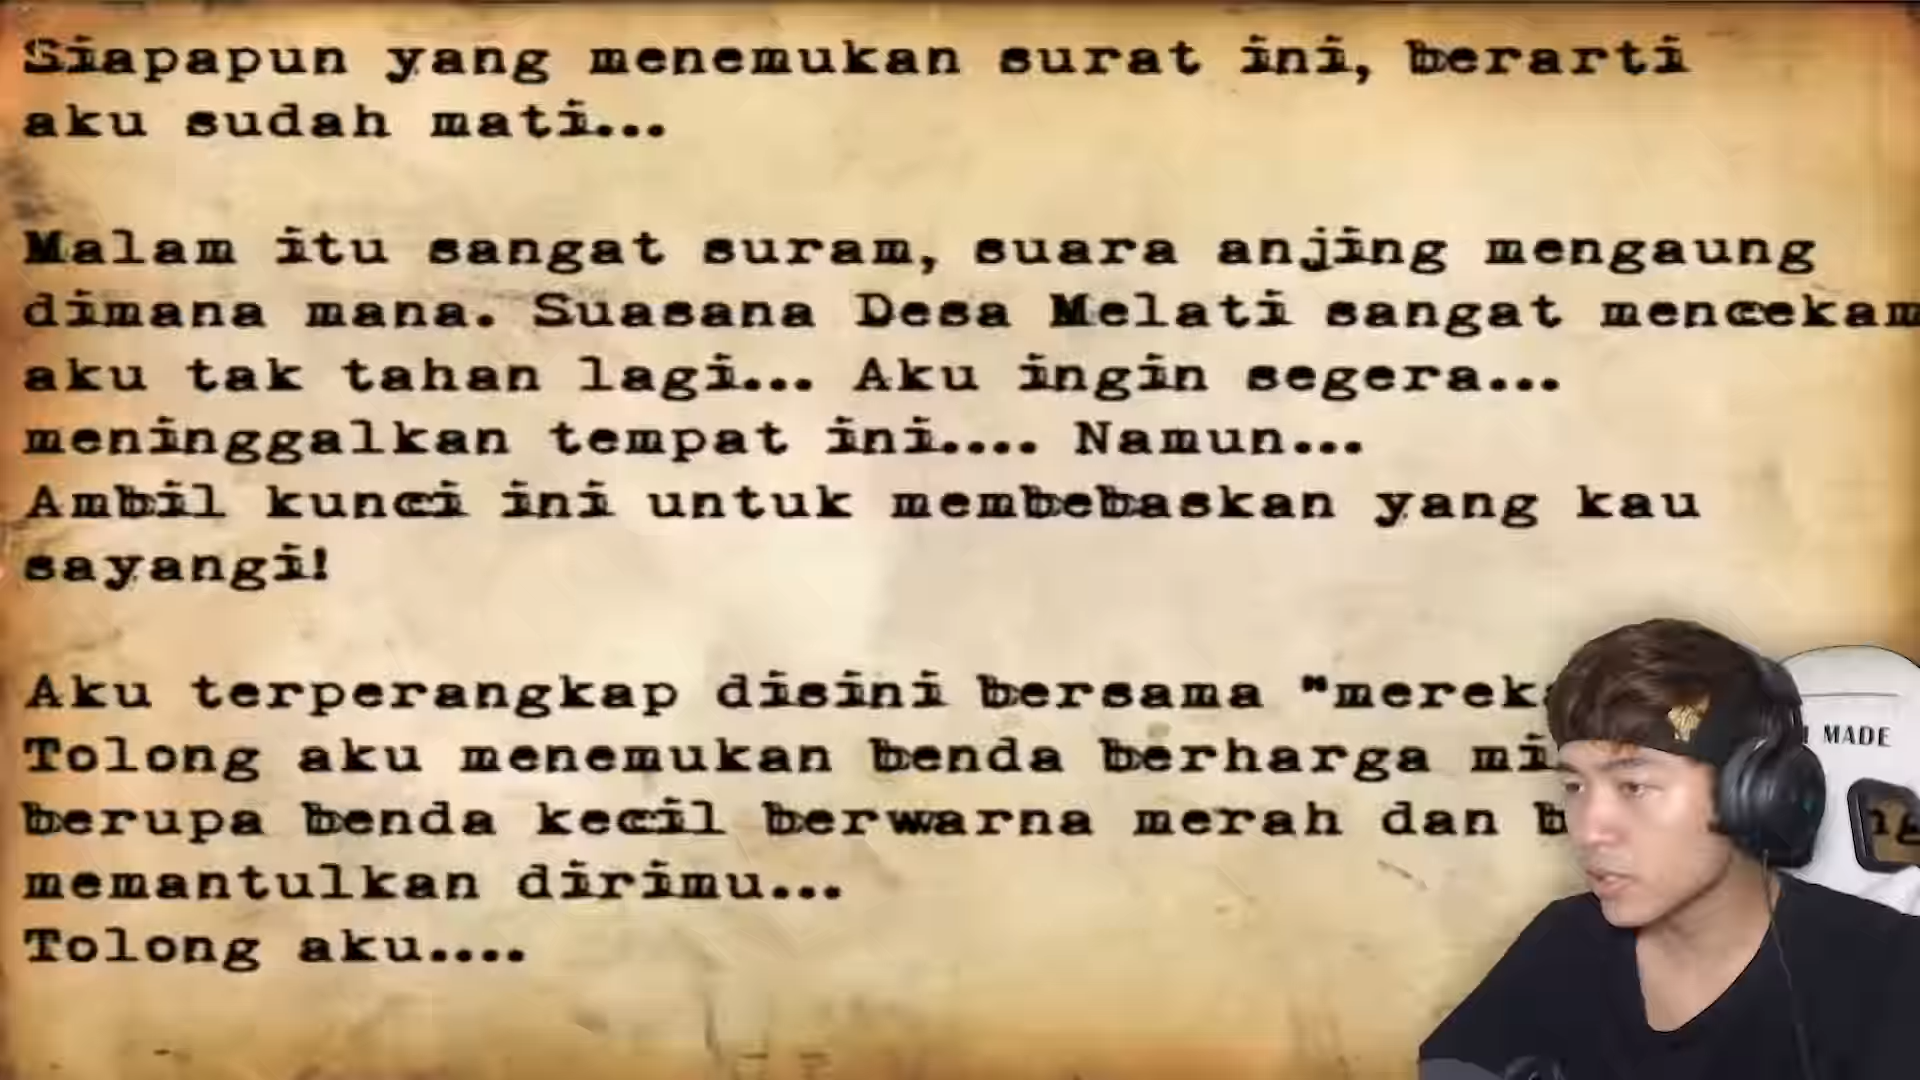 Siapapun yang menemukan surat ini, berarti
aku sudah mati...
Malam itu sangat suram, suara anjing mengaung
dimana mana. Suasana Desa Melati sangat mencekam
aku tak tahan lagi... Aku ingin segera...
meninggalkan tempat ini.... Namun...
Ambil kunci ini untuk membebaskan yang kau
sayangi!
Aku terperangkap disini bersama
Tolong aku menemukan benda berharga
berupa benda kecil berwarna merah dan
memantulkan dirimu...
Tolong aku....
MADE